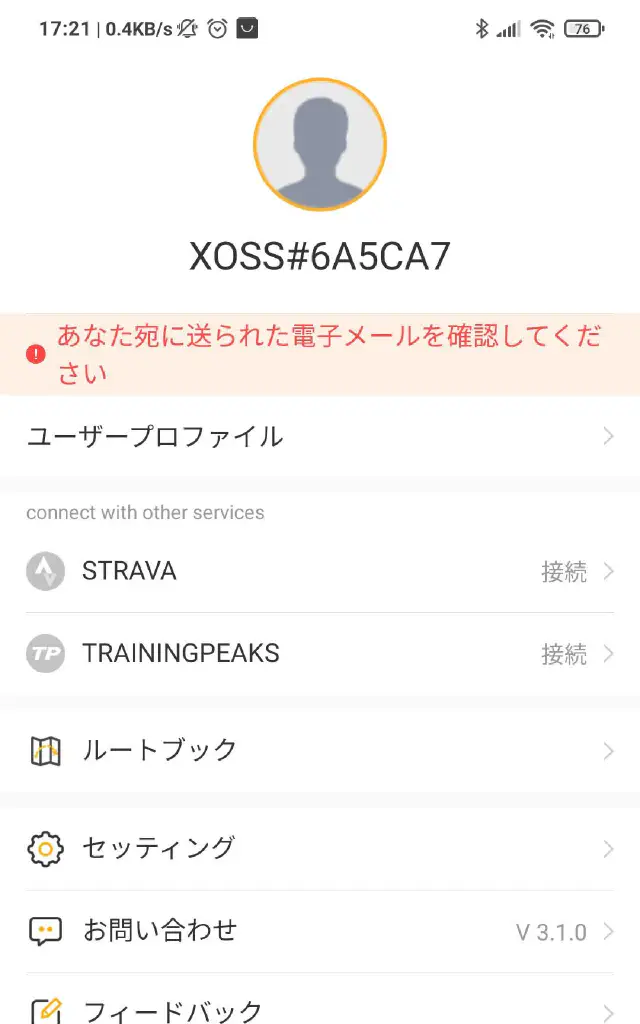 17:21 | 0.4KB/s 76
XOSS#6A5CA7
あなた宛に送られた電子メールを確認してくだ
さい
ユーザープロファイル
connect with other services
STRAVA 接続
TP TRAININGPEAKS 接続
ルートブック
セッティング
お問い合わせ V 3.1.0
フィードバック